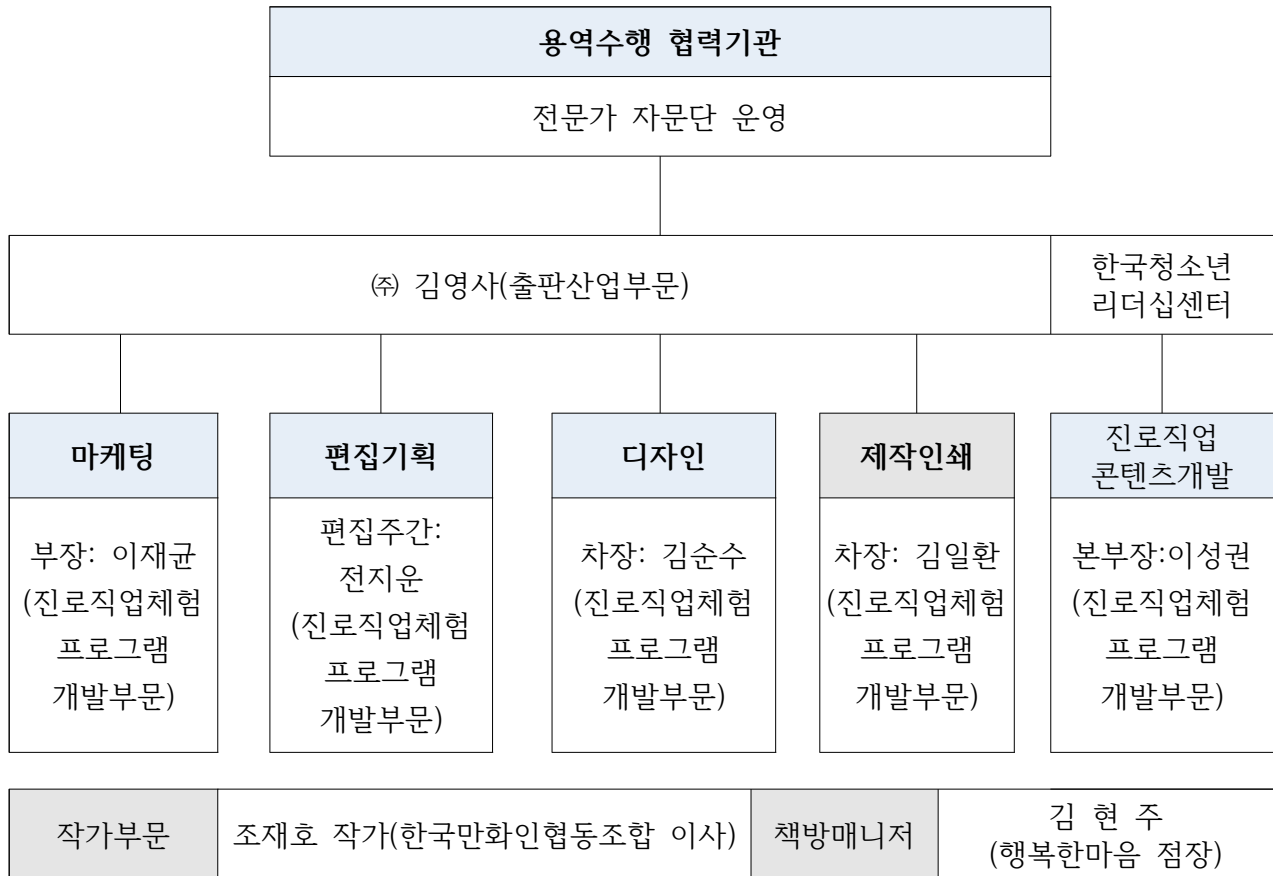 용역수행 협력기관
전문가 자문단 운영
㈜ 김영사(출판산업부문)
한국청소년
리더십센터
마케팅
부장: 이재균
(진로직업체험
프로그램
개발부문)
편집기획
편집주간:
전지운
(진로직업체험
프로그램
개발부문)
디자인
차장: 김순수
(진로직업체험
프로그램
개발부문)
제작인쇄
차장: 김일환
(진로직업체험
프로그램
개발부문)
진로직업
콘텐츠개발
본부장:이성권
(진로직업체험
프로그램
개발부문)
작가부문
조재호 작가(한국만화인협동조합 이사)
책방매니저
김 현 주
(행복한마음 점장)